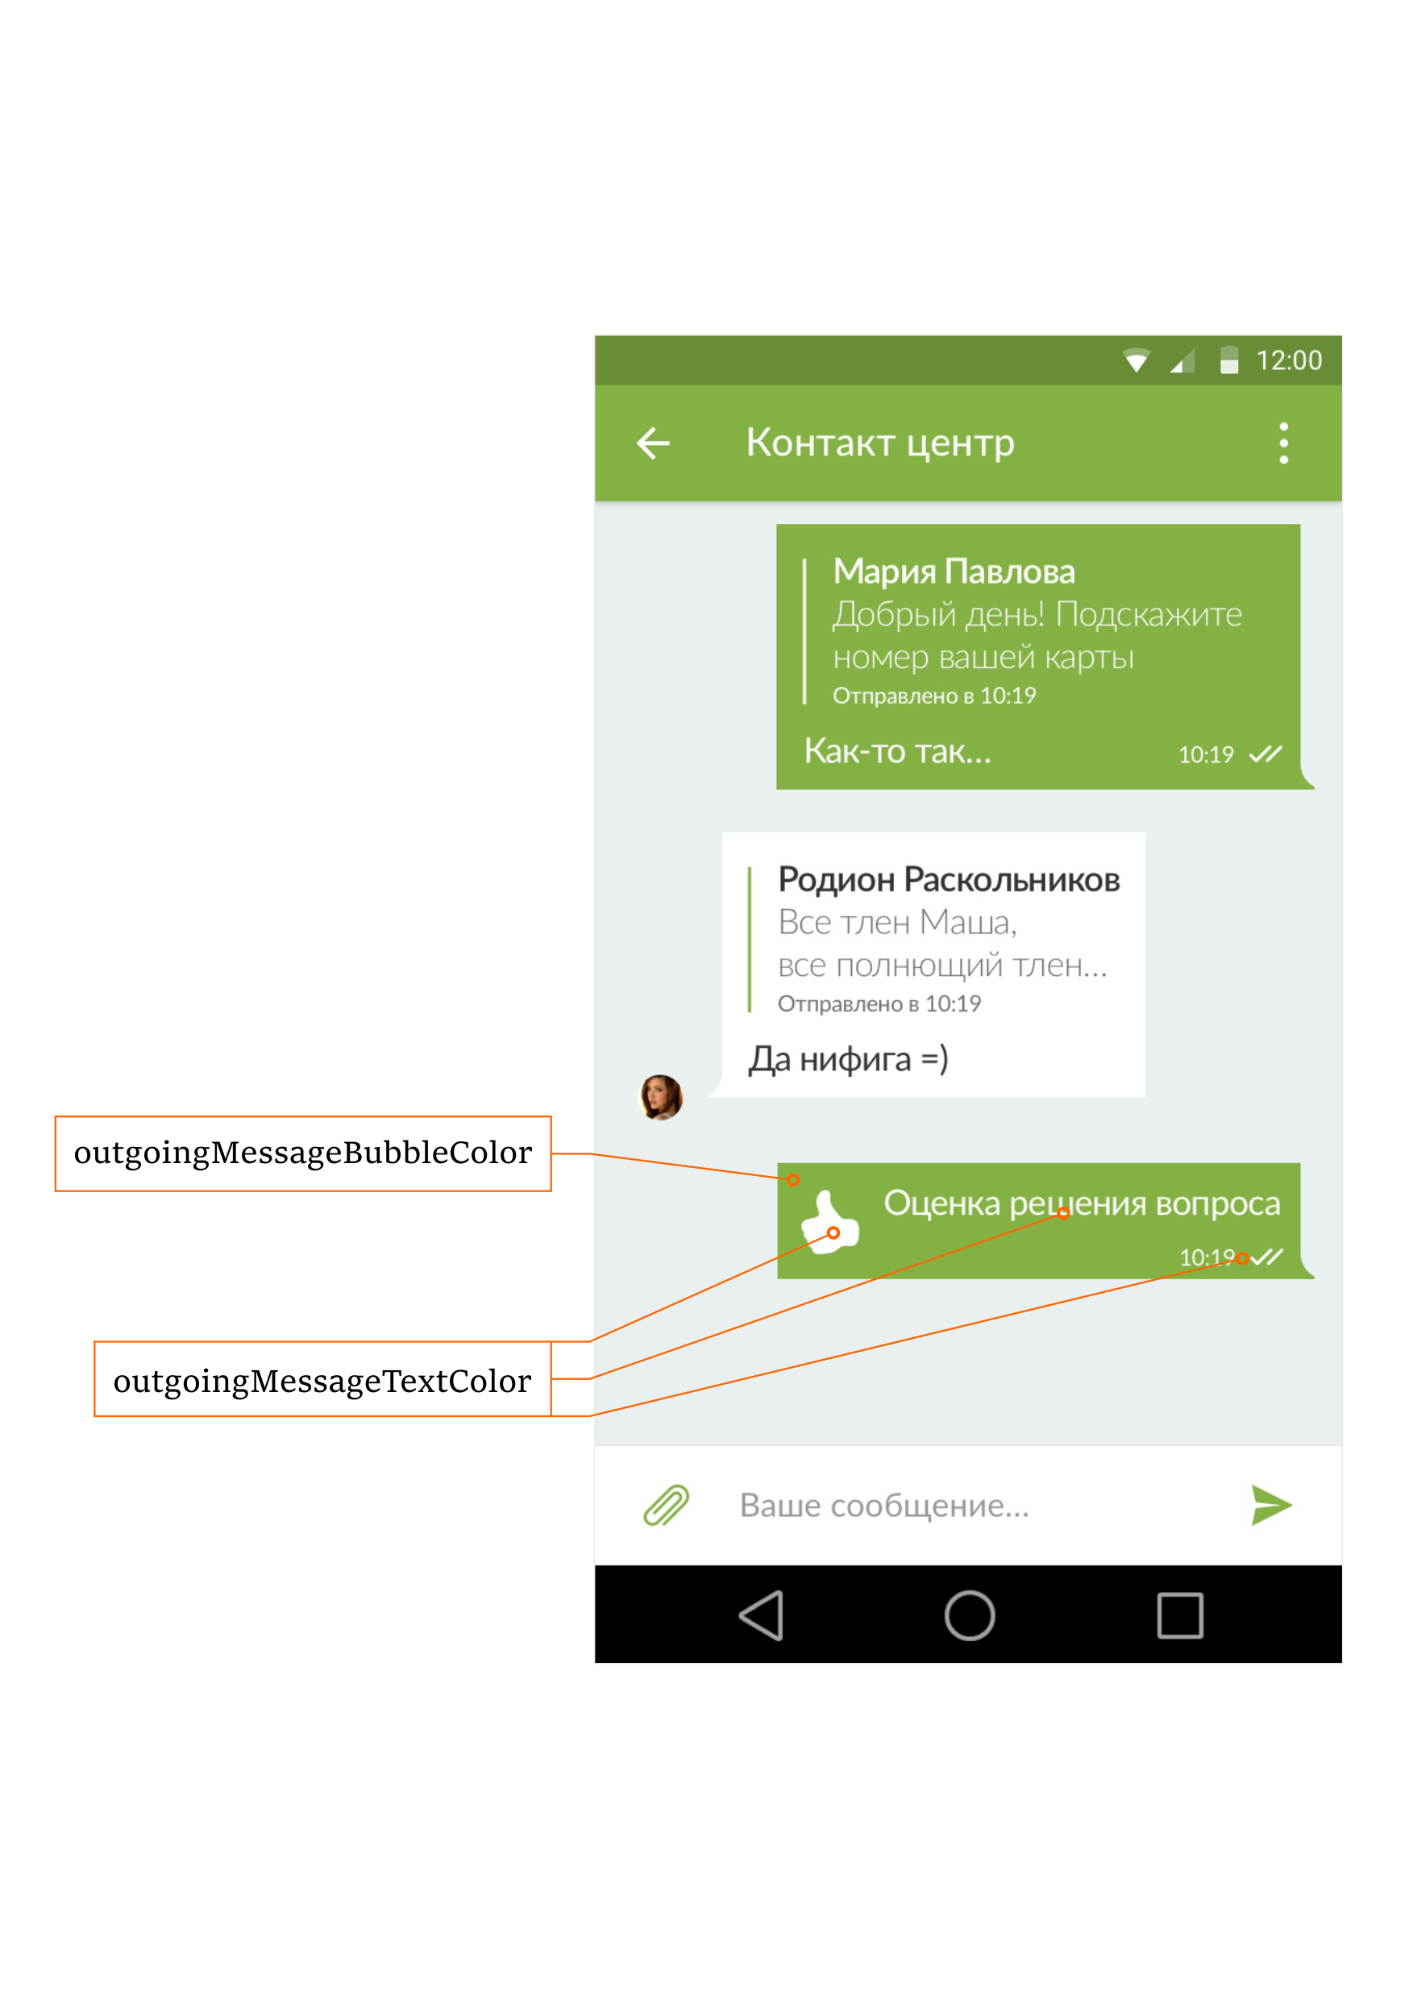 12:00
Контакт центр
Мария Павлова
Добрый день! Подскажите
номер вашей карты
Отправлено в 10:19
Как-то так...
10:19
Родион Раскольников
Все тлен Маша,
все полнющий тлен...
Отправлено в 10:19
Да нифига =)
outgoingMessageBubbleColor
Оценка решения вопроса
10:19
outgoingMessageTextColor
Ваше сообщение...